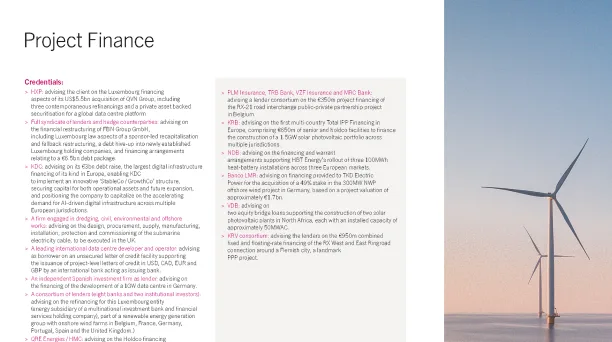 Project Finance
Credentials:
> HXP: advising the client on the Luxembourg financing
aspects of its US$5.5bn acquisition of GVN Group, including
three contemporaneous refinancings and a private asset backed
securitisation for a global data centre platform
> Full syndicate of lenders and hedge counterparties: advising on
the financial restructuring of FBIN Group GmbH,
including Luxembourg law aspects of a sponsor-led recapitalisation
and fallback restructuring, a debt hive-up into newly established
Luxembourg holding companies, and financing arrangements
relating to a €5.5bn debt package
> KDC: advising on its €3bn debt raise, the largest digital infrastructure
financing of its kind in Europe, enabling KDC
to implement an innovative 'StableCo / GrowthCo' structure,
securing capital for both operational assets and future expansion,
and positioning the company to capitalise on the accelerating
demand for AI-driven digital infrastructure across multiple
European jurisdictions.
> A firm engaged in dredging, civil, environmental and offshore
works: advising on the design, procurement, supply, manufacturing,
installation, protection and commissioning of the submarine
electricity cable, to be executed in the UK.
> A leading international data centre developer and operator: advising
as borrower on an unsecured letter of credit facility supporting
the issuance of project-level letters of credit in USD, CAD, EUR and
GBP by an international bank acting as issuing bank.
> An independent Spanish investment firm as lender: advising on
the financing of the development of a data centre in Germany.
> A consortium of lenders (eight banks and two institutional investors):
advising on the refinancing for this Luxembourg entity
(energy subsidiary of a multinational investment bank and financial
services holding company), part of a renewable energy generation
group with onshore wind farms in Belgium, France, Germany,
Portugal, Spain and the United Kingdom.)
> GRE Energies / HMC: advising on the Holdco financing
> PLM Insurance, TRB Bank, VZF Insurance and MRC Bank:
advising a lender consortium on the €350m project financing of
the RX-21 road interchange public-private partnership project
in Belgium.
> KRB: advising on the first multi-country Total IPP Financing in
Europe, comprising €650m of senior and holdco facilities to finance
the construction of a 1.5GW solar photovoltaic portfolio across
multiple jurisdictions.
> NDB: advising on the financing and warrant
arrangements supporting HBT Energy's rollout of three 100MWh
heat-battery installations across three European markets.
> Banco LMR: advising on financing provided to TKD Electric
Power for the acquisition of a 49% stake in the 300MW NWP
offshore wind project in Germany, based on a project valuation of
approximately €1.7bn.
> VDB: advising on
two equity bridge loans supporting the construction of two solar
photovoltaic plants in North Africa, each with an installed capacity of
approximately 50MWAC.
> VRV consortium: advising the lenders on the €950m combined
fixed and floating-rate financing of the RX West and East Ringroad
connection around a Flemish city, a landmark
PPP project.